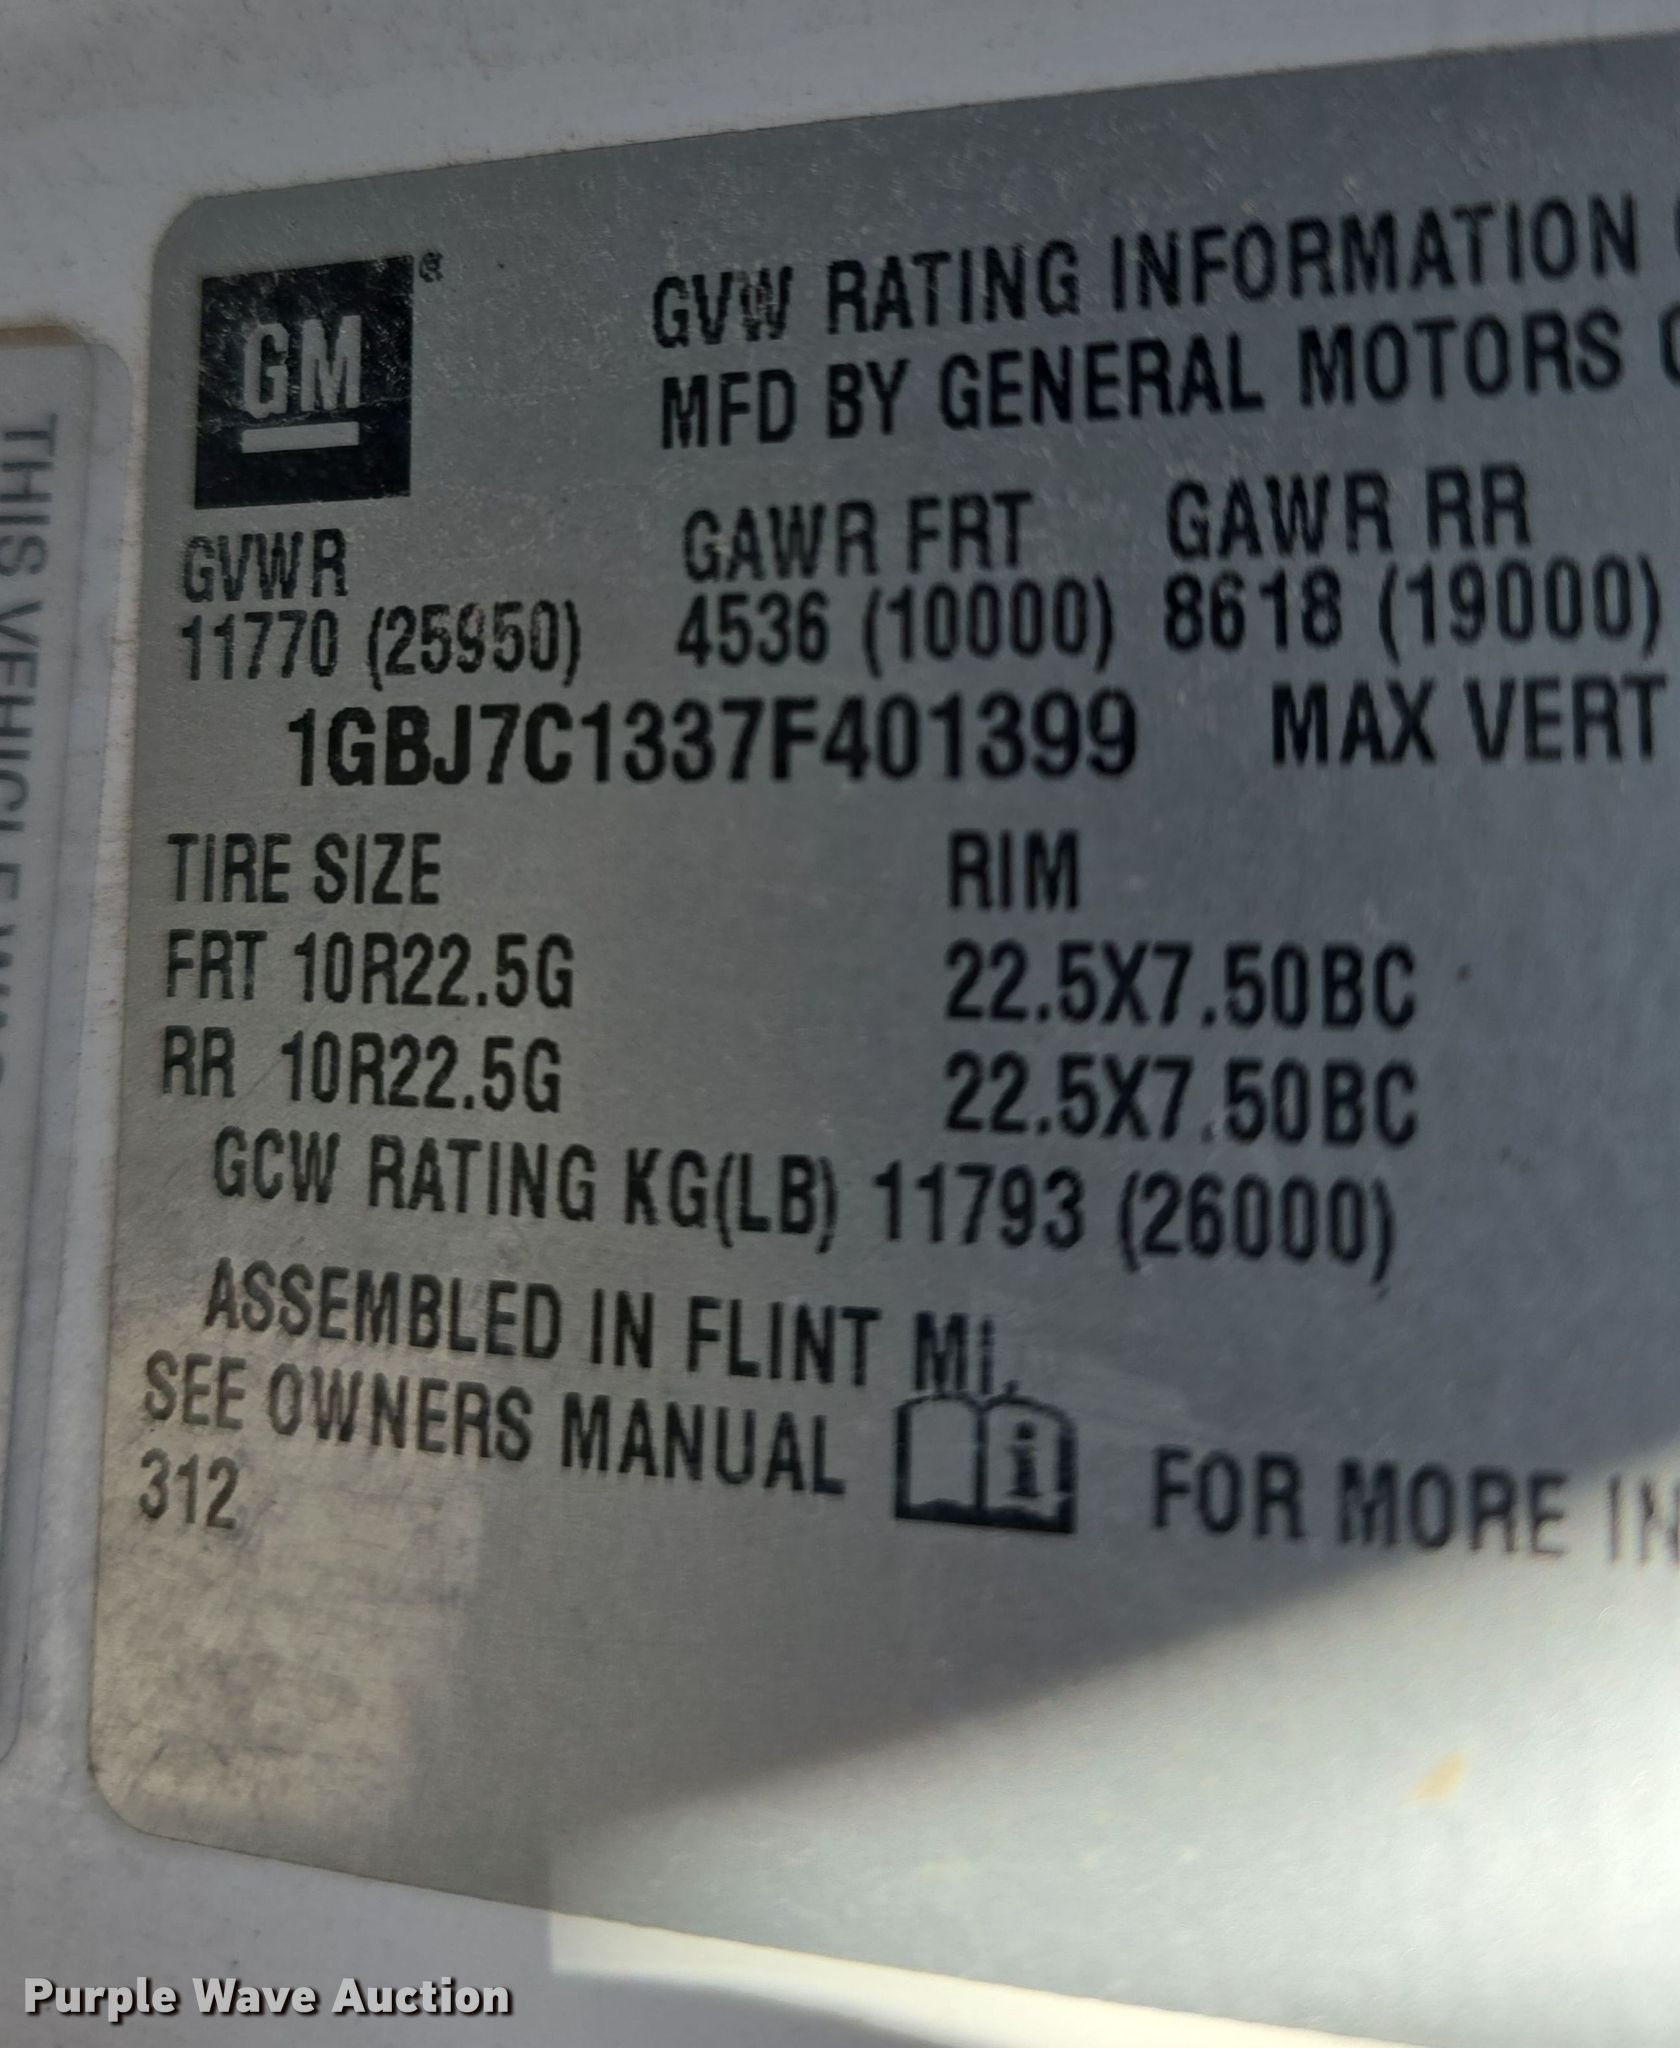 GM®
GVW RATING INFORMATION
MFD BY GENERAL MOTORS
GVWR GAWR FRT GAWR RR
11770 (25950) 4536 (10000) 8618 (19000)
1GBJ7C1337F401399 MAX VERT
TIRE SIZE RIM
FRT 10R22.5G 22.5X7.50BC
RR 10R22.5G 22.5X7.50BC
GCW RATING KG(LB) 11793 (26000)
ASSEMBLED IN FLINT MI.
SEE OWNERS MANUAL i FOR MORE
312
THIS VEHICLE
Purple Wave Auction